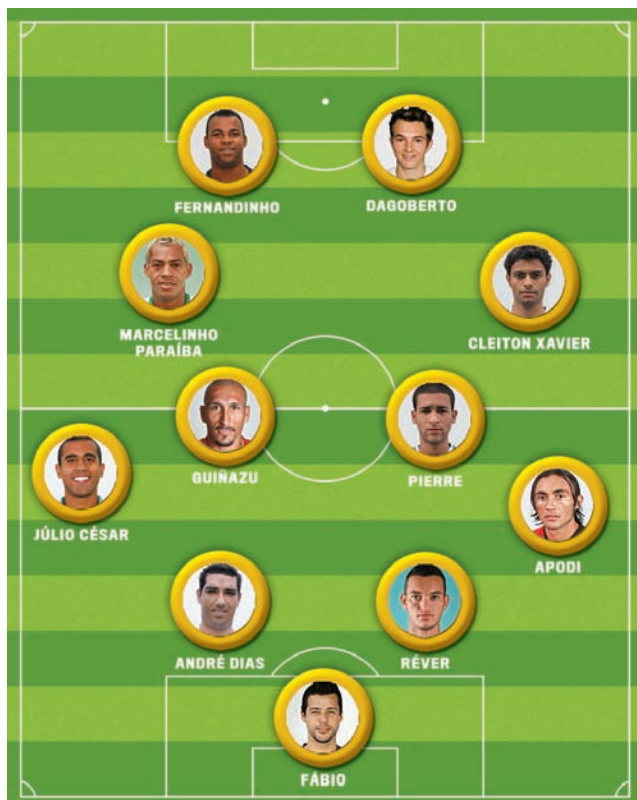 FERNANDINHO
DAGOBERTO
MARCELINHO
PARAÍBA
CLEITON XAVIER
GUIÑAZU
PIERRE
JÚLIO CÉSAR
APODI
ANDRÉ DIAS
RÉVER
FÁBIO